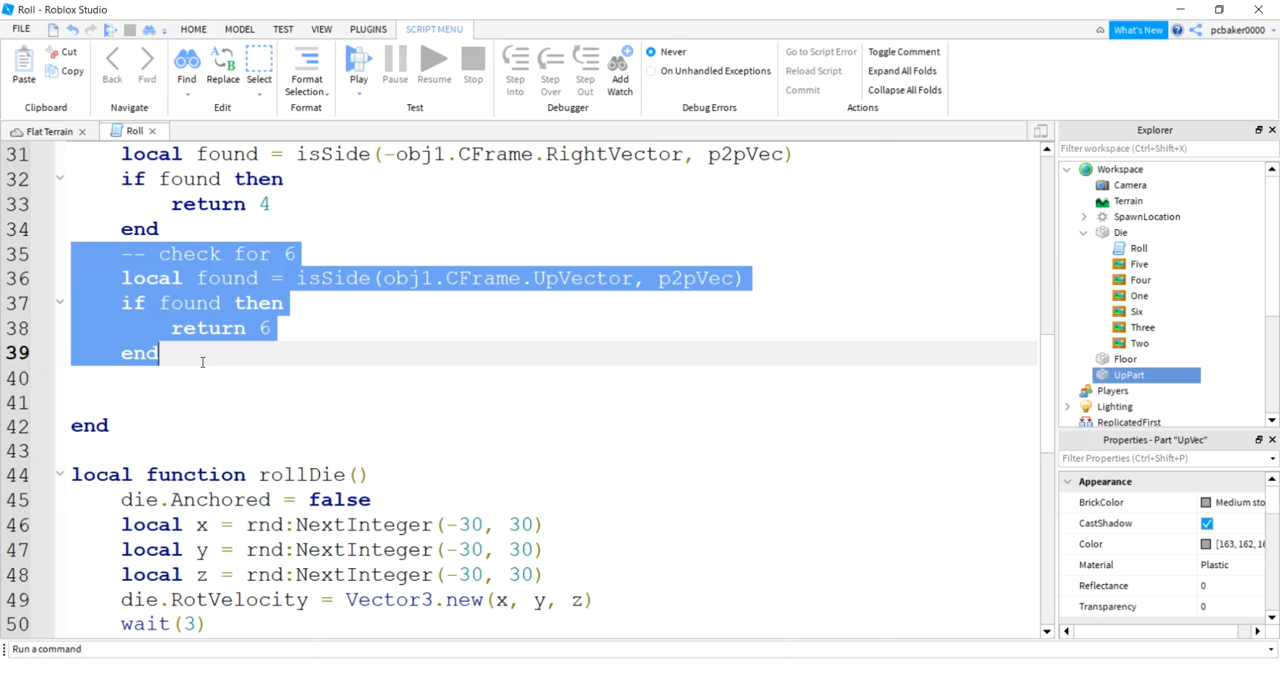 Roll - Roblox Studio
FILE HOME MODEL TEST VIEW PLUGINS SCRIPT MENU What's New pcbaker0000
Cut
Copy
Paste
Back Fwd
Find Replace Select
Format
Selection
Play Pause Resume Stop
Step
Into
Step
Over
Step
Out
Add
Watch
Never
On Unhandled Exceptions
Go to Script Error
Reload Script
Commit
Toggle Comment
Expand All Folds
Collapse All Folds
Clipboard Navigate Edit Format Test Debugger Debug Errors Actions
Flat Terrain Roll
31 local found = isSide(-obj1.CFrame.RightVector, p2pVec)
32 if found then
33 return 4
34 end
35 -- check for 6
36 local found = isSide(obj1.CFrame.UpVector, p2pVec)
37 if found then
38 return 6
39 end
40
41
42 end
43
44 local function rollDie()
45 die.Anchored = false
46 local x = rnd:NextInteger(-30, 30)
47 local y = rnd:NextInteger(-30, 30)
48 local z = rnd:NextInteger(-30, 30)
49 die.RotVelocity = Vector3.new(x, y, z)
50 wait(3)
Explorer
Filter workspace (Ctrl+Shift+X)
Workspace
Camera
Terrain
SpawnLocation
Die
Roll
Five
Four
One
Six
Three
Two
Floor
UpPart
Players
Lighting
ReplicatedFirst
Properties - Part "UpVec"
Filter Properties (Ctrl+Shift+P)
Appearance
BrickColor Medium sto
CastShadow
Color [163, 162, 16
Material Plastic
Reflectance 0
Transparency 0
Run a command